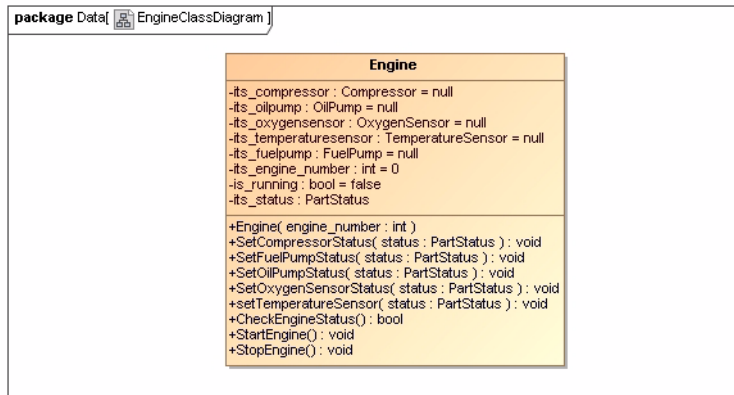 package Data[ EngineClassDiagram ]
Engine
-its_compressor : Compressor = null
-its_oilpump : OilPump = null
-its_oxygensensor : OxygenSensor = null
-its_temperaturesensor : TemperatureSensor = null
-its_fuelpump : FuelPump = null
-its_engine_number : int = 0
-is_running : bool = false
-its_status : PartStatus
+Engine( engine_number : int )
+SetCompressorStatus( status : PartStatus ) : void
+SetFuelPumpStatus( status : PartStatus ) : void
+SetOilPumpStatus( status : PartStatus ) : void
+SetOxygenSensorStatus( status : PartStatus ) : void
+setTemperatureSensor( status : PartStatus ) : void
+CheckEngineStatus() : bool
+StartEngine() : void
+StopEngine() : void